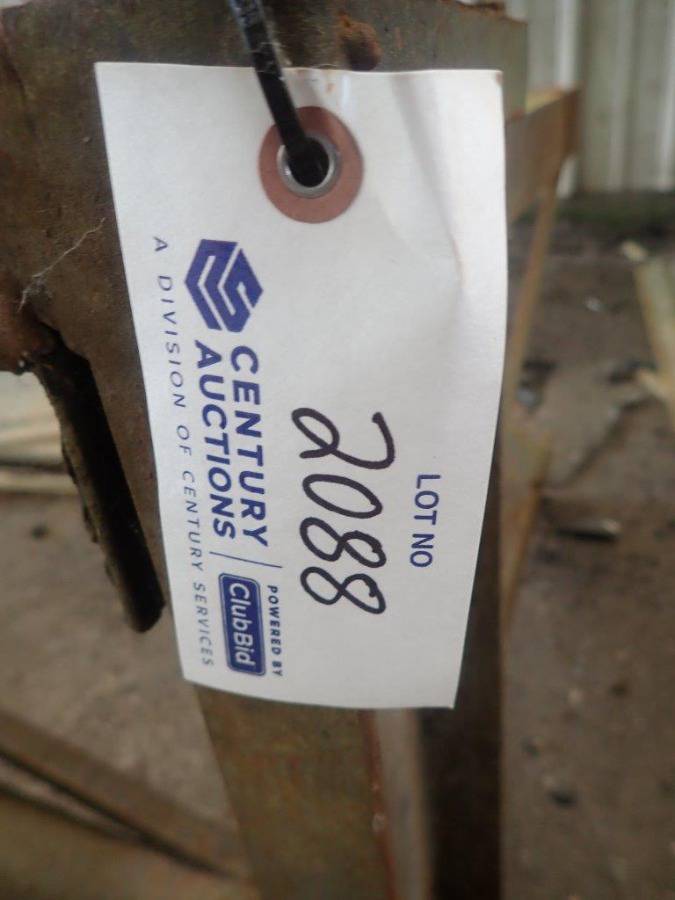 LOT NO
2088
CENTURY
AUCTIONS
POWERED BY
ClubBid
A DIVISION OF CENTURY SERVICES